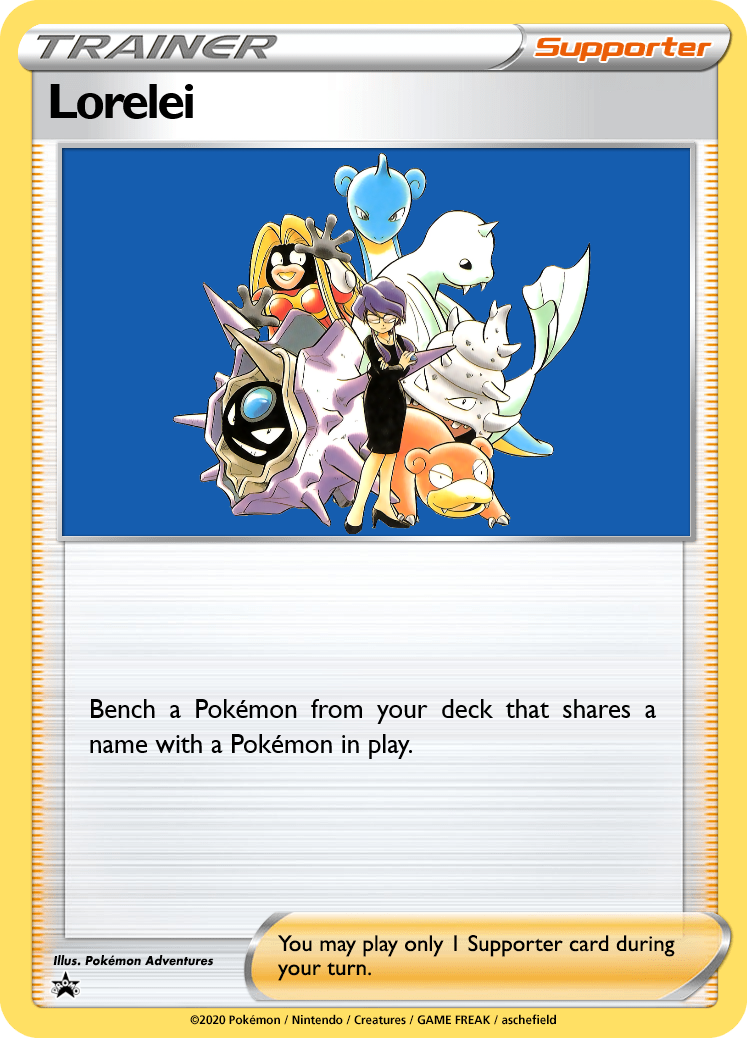 TRAINER Supporter
Lorelei
Bench a Pokémon from your deck that shares a
name with a Pokémon in play.
You may play only 1 Supporter card during
your turn.
Illus. Pokémon Adventures
PROMO
©2020 Pokémon / Nintendo / Creatures / GAME FREAK / aschefield